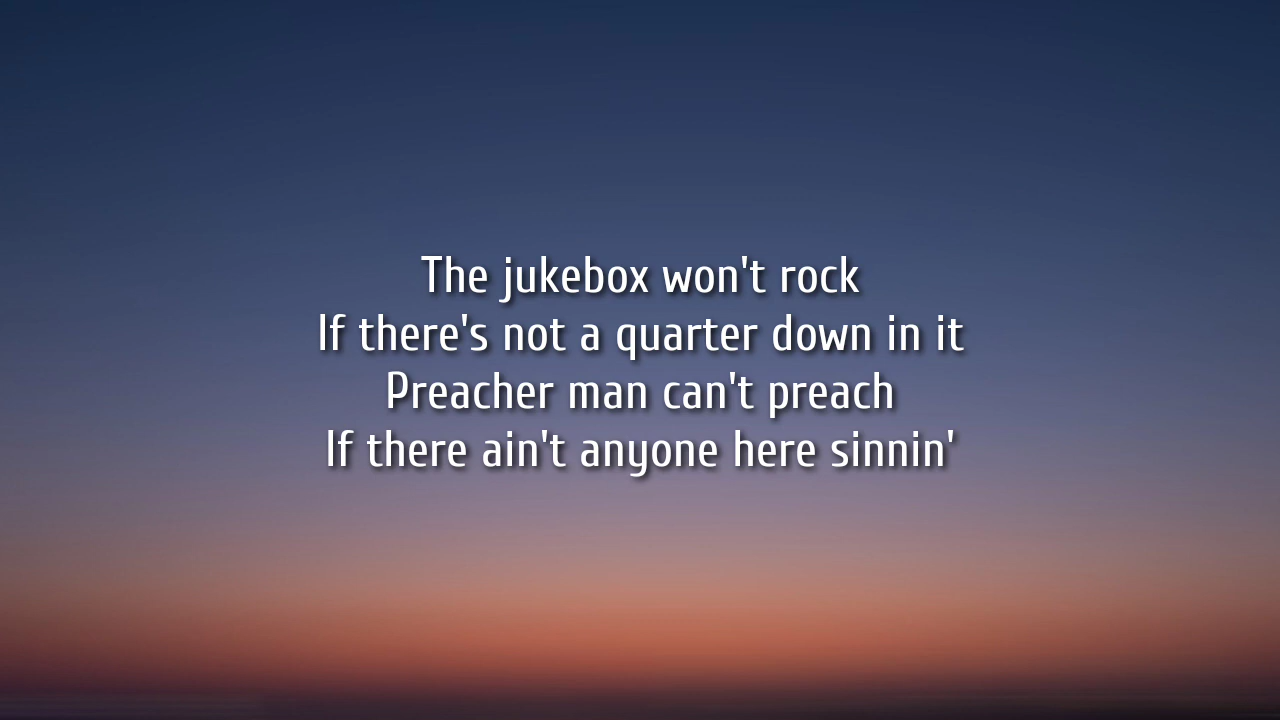 The jukebox won't rock
If there's not a quarter down in it
Preacher man can't preach
If there ain't anyone here sinnin'